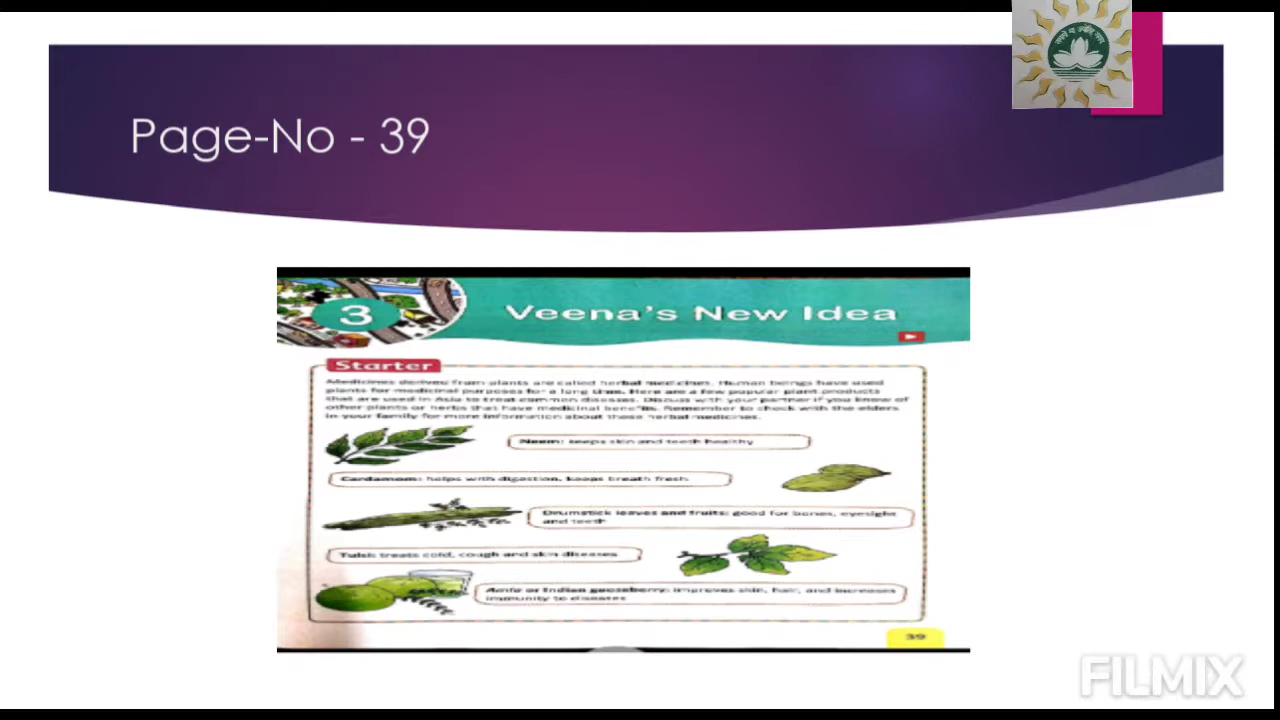 Page-No - 39
3
Veena's New Idea
Starter
Medicines derived from plants are called herbal medicines. Human beings have used
plants for medicinal purposes for a long time. Here are a few popular plant products
that are used in Asia to treat common diseases. Discuss with your partner if you know of
other plants or herbs that have medicinal benefits. Remember to check with the elders
in your family for more information about these herbal medicines.
Neem: keeps skin and teeth healthy
Cardamom: helps with digestion, keeps breath fresh
Drumstick leaves and fruits: good for bones, eyesight
and teeth
Tulsi: treats cold, cough and skin diseases
Amla or Indian gooseberry: improves skin, hair, and increases
immunity to diseases
39
FILMIX